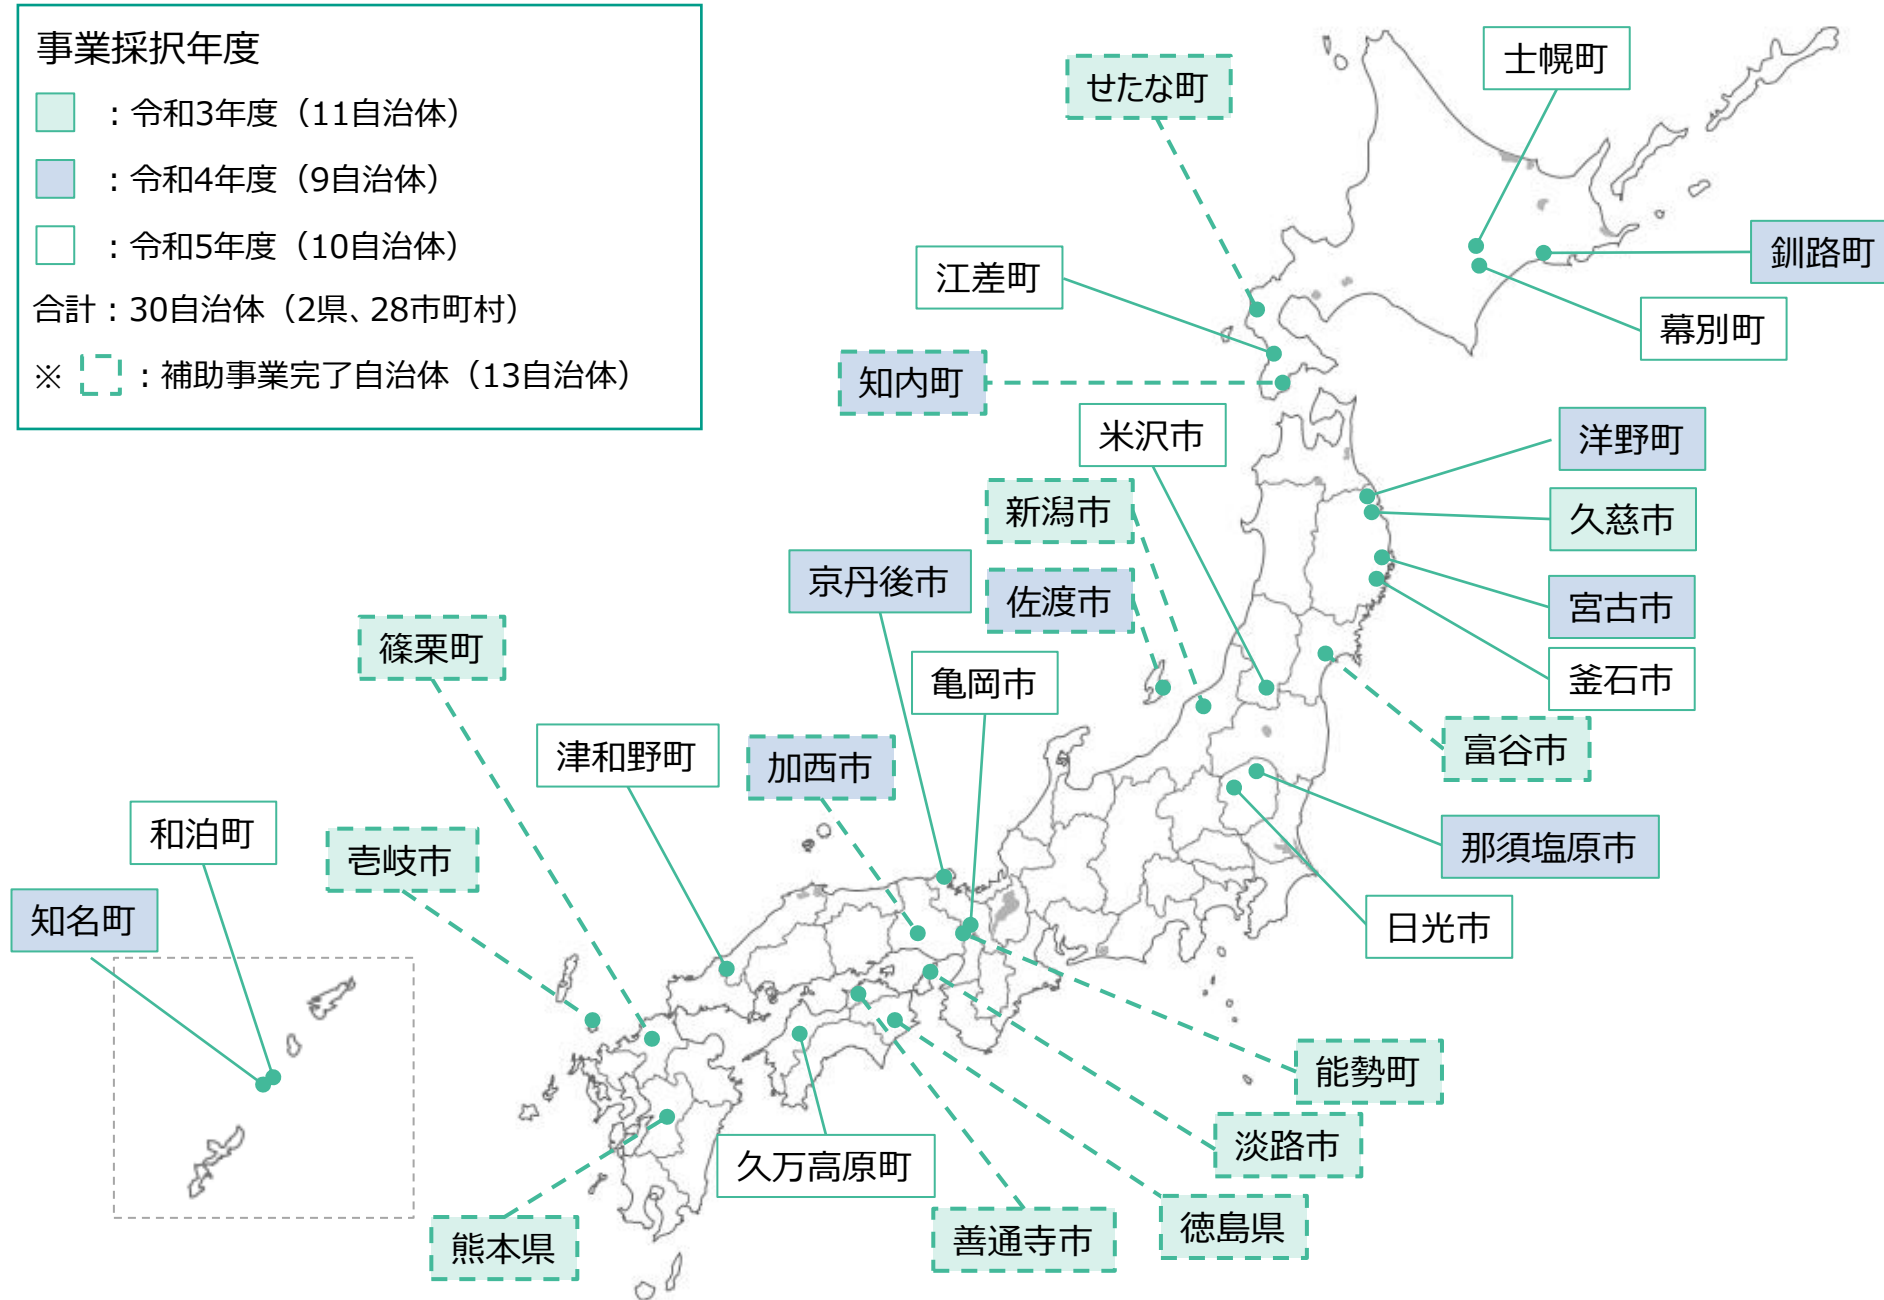 事業採択年度
：令和3年度（11自治体）
：令和4年度（9自治体）
：令和5年度（10自治体）
合計：30自治体（2県、28市町村）
※ ：補助事業完了自治体（13自治体）
士幌町
せたな町
釧路町
江差町
幕別町
知内町
米沢市
洋野町
新潟市
久慈市
京丹後市
佐渡市
宮古市
篠栗町
亀岡市
釜石市
津和野町
加西市
富谷市
和泊町
壱岐市
那須塩原市
知名町
日光市
能勢町
淡路市
久万高原町
徳島県
善通寺市
熊本県